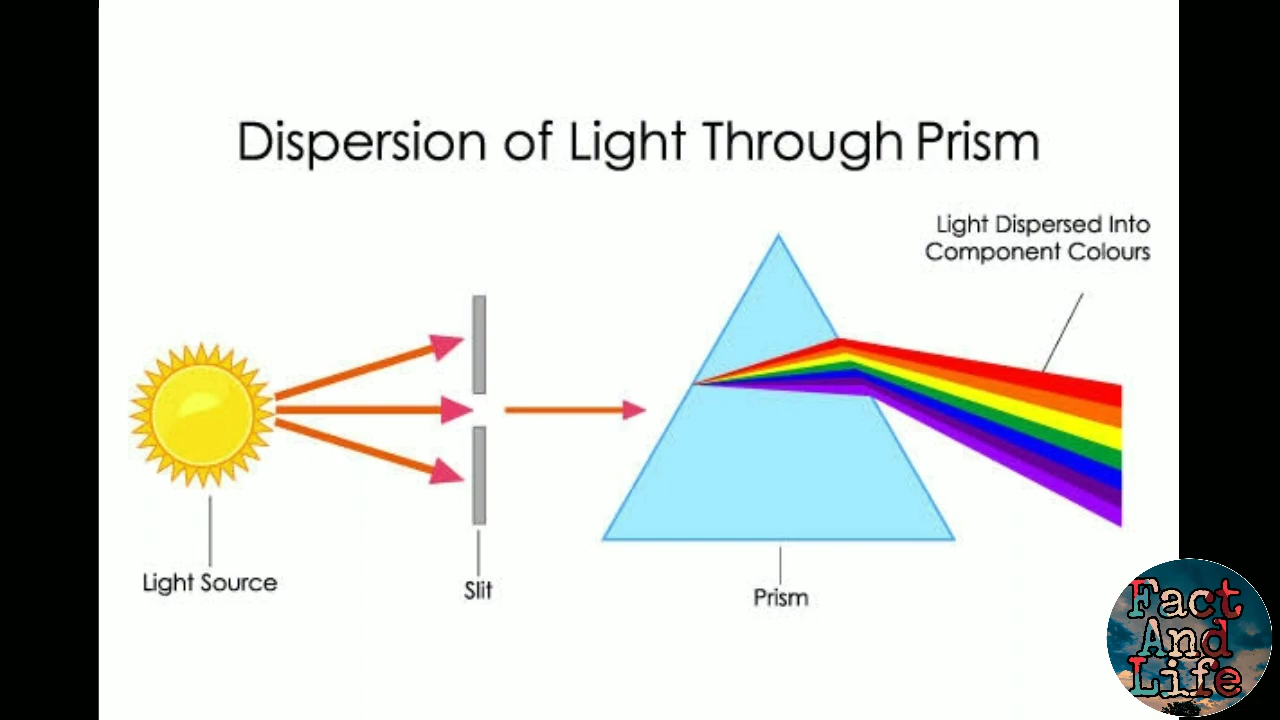 Dispersion of Light Through Prism
Light Dispersed Into
Component Colours
Light Source
Slit
Prism
Fact
And
Life